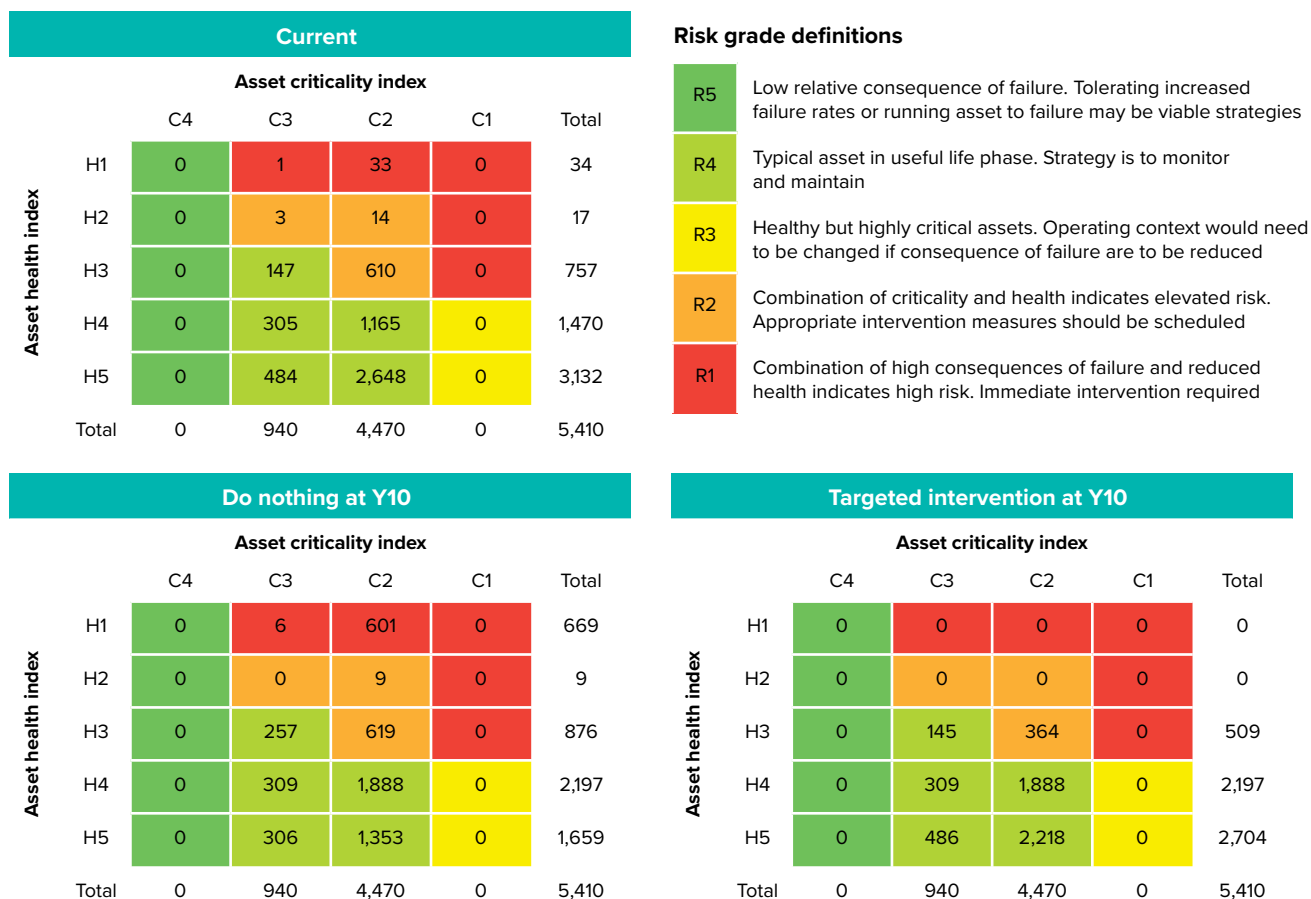 Current
Asset criticality index
C4 C3 C2 C1 Total
Asset health index
H1 0 1 33 0 34
H2 0 3 14 0 17
H3 0 147 610 0 757
H4 0 305 1,165 0 1,470
H5 0 484 2,648 0 3,132
Total 0 940 4,470 0 5,410
Risk grade definitions
R5 Low relative consequence of failure. Tolerating increased
failure rates or running asset to failure may be viable strategies
R4 Typical asset in useful life phase. Strategy is to monitor
and maintain
R3 Healthy but highly critical assets. Operating context would need
to be changed if consequence of failure are to be reduced
R2 Combination of criticality and health indicates elevated risk.
Appropriate intervention measures should be scheduled
R1 Combination of high consequences of failure and reduced
health indicates high risk. Immediate intervention required
Do nothing at Y10
Asset criticality index
C4 C3 C2 C1 Total
Asset health index
H1 0 6 601 0 669
H2 0 0 9 0 9
H3 0 257 619 0 876
H4 0 309 1,888 0 2,197
H5 0 306 1,353 0 1,659
Total 0 940 4,470 0 5,410
Targeted intervention at Y10
Asset criticality index
C4 C3 C2 C1 Total
Asset health index
H1 0 0 0 0 0
H2 0 0 0 0 0
H3 0 145 364 0 509
H4 0 309 1,888 0 2,197
H5 0 486 2,218 0 2,704
Total 0 940 4,470 0 5,410